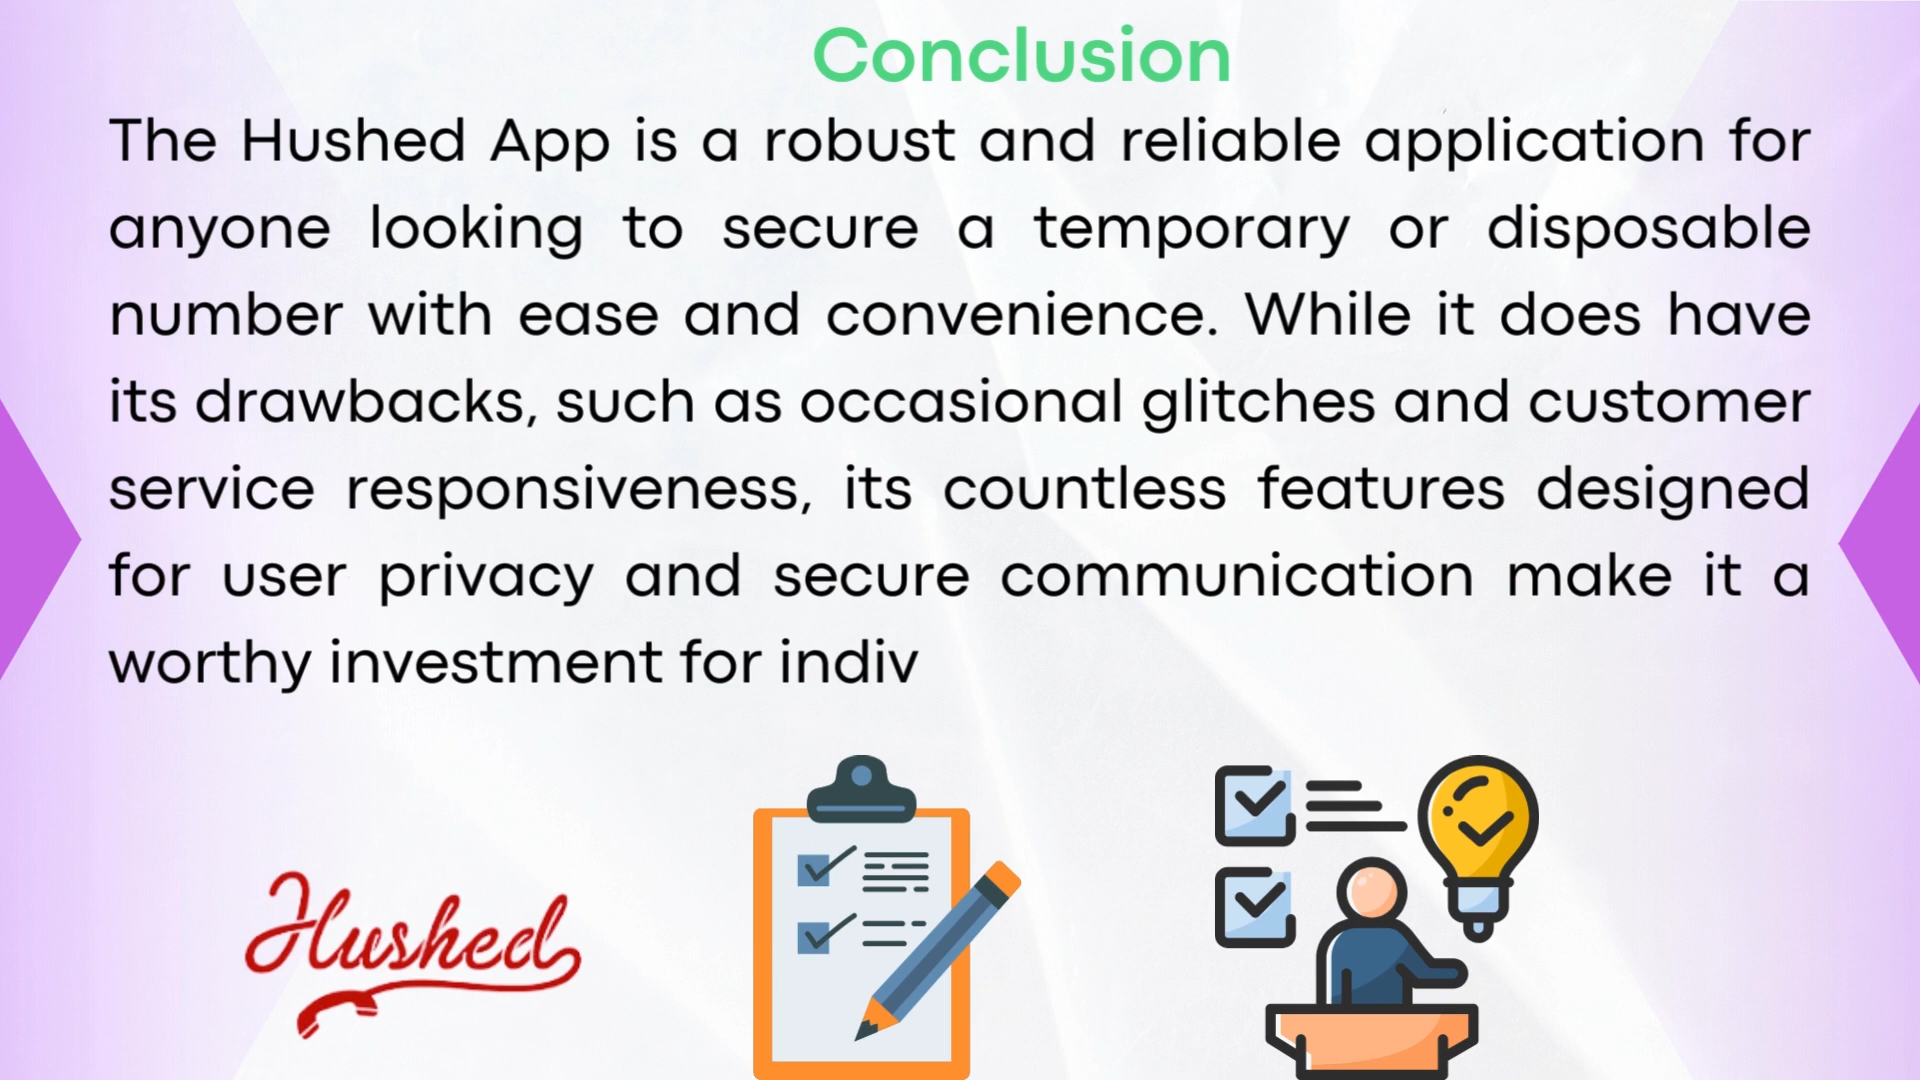 Conclusion
The Hushed App is a robust and reliable application for
anyone looking to secure a temporary or disposable
number with ease and convenience. While it does have
its drawbacks, such as occasional glitches and customer
service responsiveness, its countless features designed
for user privacy and secure communication make it a
worthy investment for indiv
Hushed